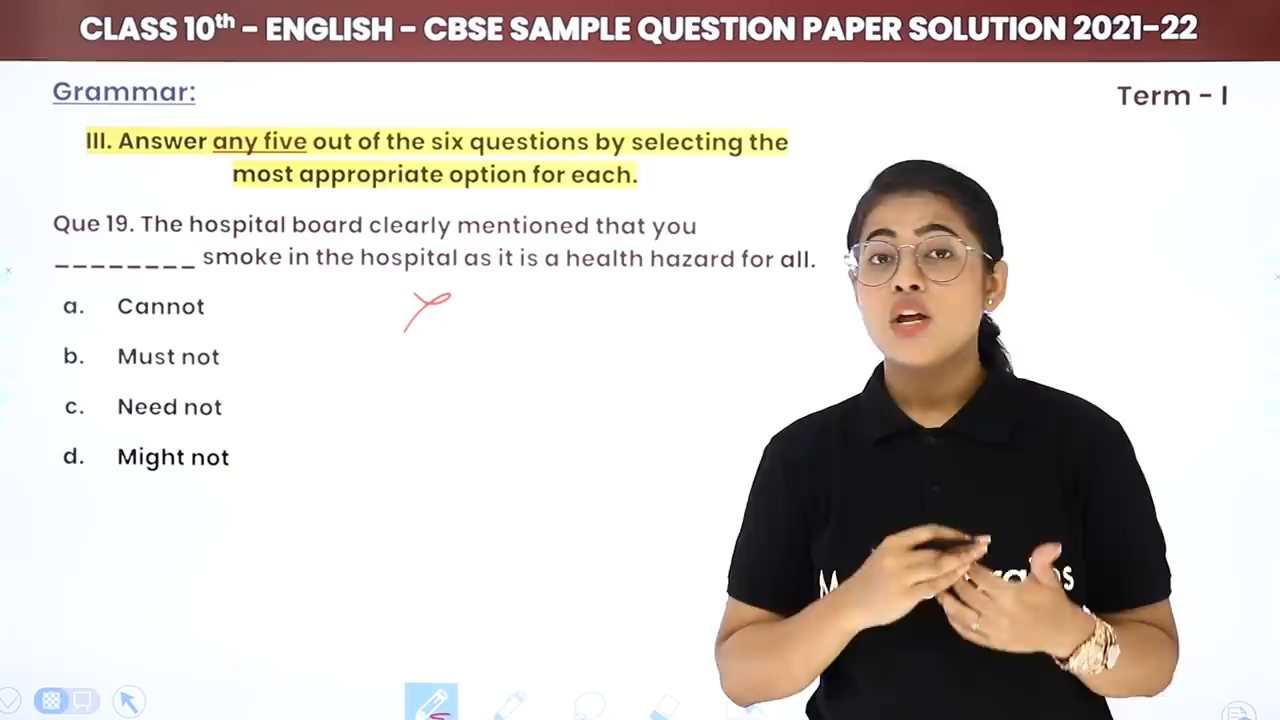 CLASS 10th - ENGLISH - CBSE SAMPLE QUESTION PAPER SOLUTION 2021-22
Grammar:
Term - I
III. Answer any five out of the six questions by selecting the
most appropriate option for each.
Que 19. The hospital board clearly mentioned that you
________ smoke in the hospital as it is a health hazard for all.
a. Cannot
b. Must not
c. Need not
d. Might not